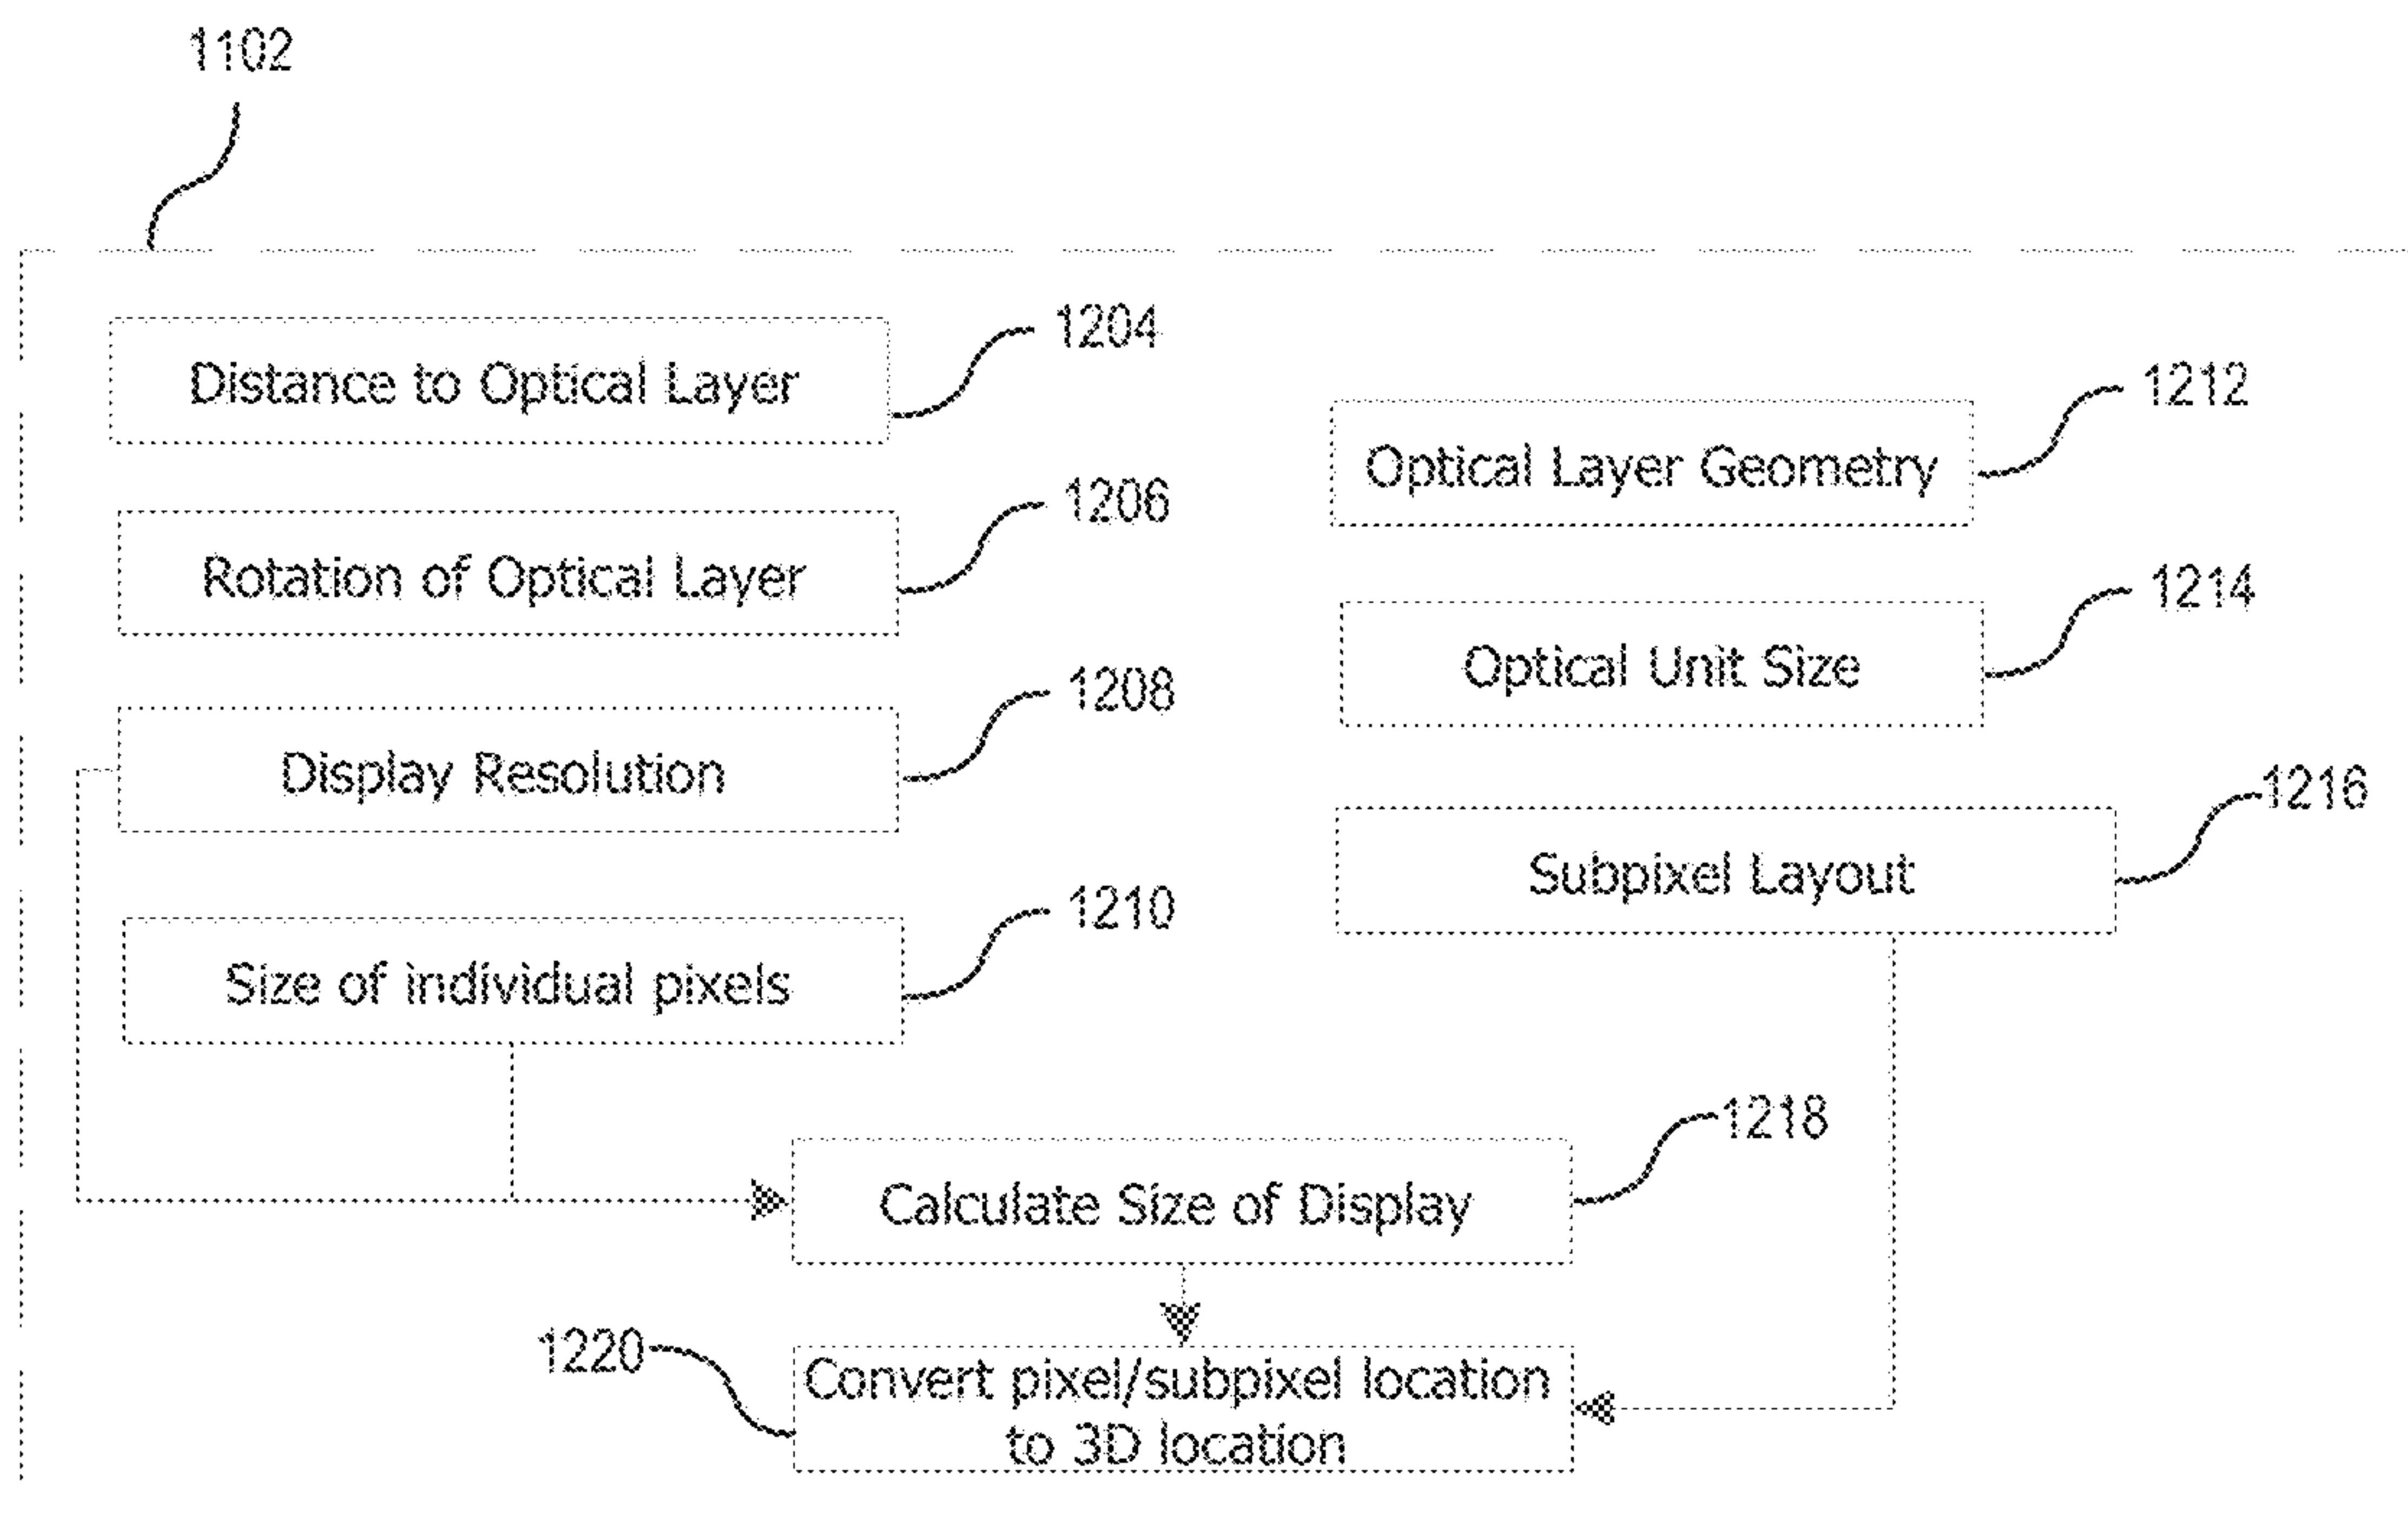 1102
Distance to Optical Layer
1204
Rotation of Optical Layer
1206
Display Resolution
1208
Size of individual pixels
1210
Optical Layer Geometry
1212
Optical Unit Size
1214
Subpixel Layout
1216
Calculate Size of Display
1218
1220
Convert pixel/subpixel location
to 3D location